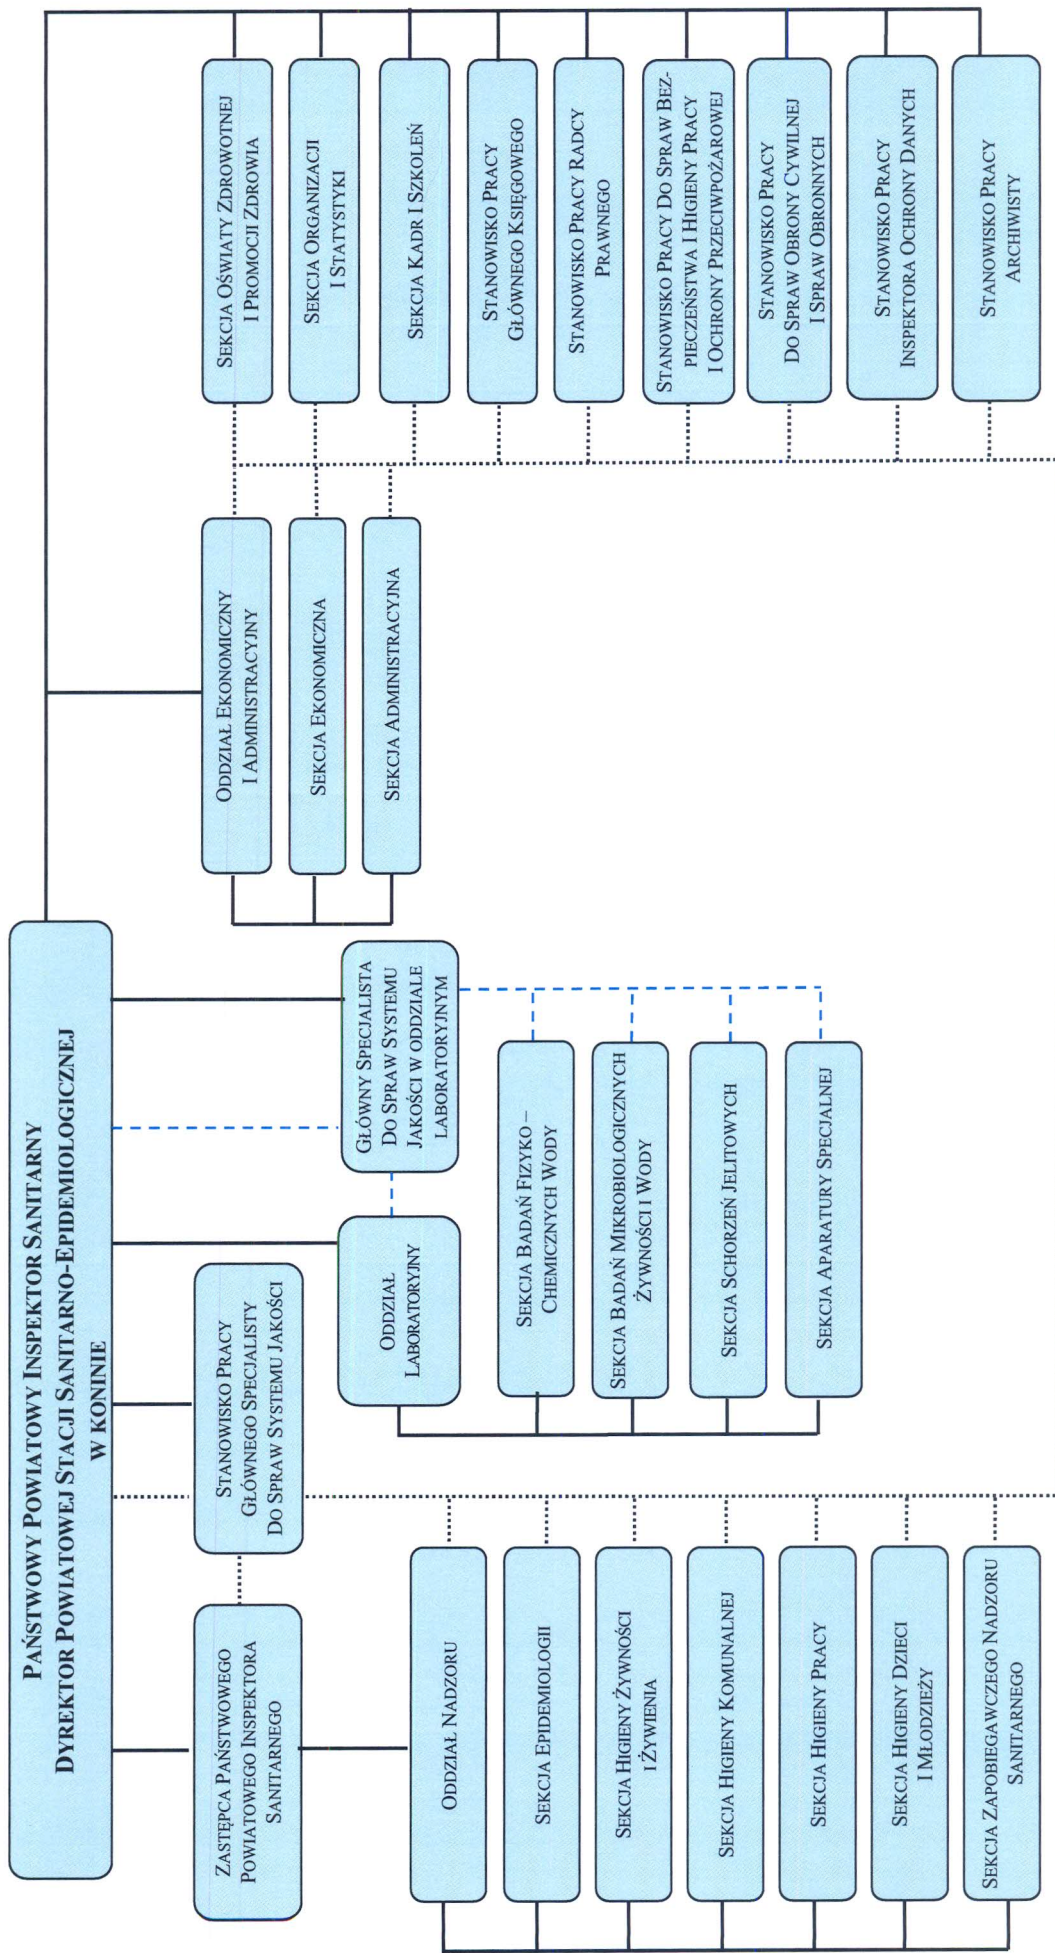 PAŃSTWOWY POWIATOWY INSPEKTOR SANITARNY
DYREKTOR POWIATOWEJ STACJI SANITARNO-EPIDEMIOLOGICZNEJ
W KONINIE
ZASTĘPCA PAŃSTWOWEGO
POWIATOWEGO INSPEKTORA
SANITARNEGO
STANOWISKO PRACY
GŁÓWNEGO SPECJALISTY
DO SPRAW SYSTEMU JAKOŚCI
ODDZIAŁ NADZORU
SEKCJA EPIDEMIOLOGII
SEKCJA HIGIENY ŻYWNOŚCI
I ŻYWIENIA
SEKCJA HIGIENY KOMUNALNEJ
SEKCJA HIGIENY PRACY
SEKCJA HIGIENY DZIECI
I MŁODZIEŻY
SEKCJA ZAPOBIEGAWCZEGO NADZORU
SANITARNEGO
ODDZIAŁ
LABORATORYJNY
GŁÓWNY SPECJALISTA
DO SPRAW SYSTEMU
JAKOŚCI W ODDZIALE
LABORATORYJNYM
SEKCJA BADAŃ FIZYKO –
CHEMICZNYCH WODY
SEKCJA BADAŃ MIKROBIOLOGICZNYCH
ŻYWNOŚCI I WODY
SEKCJA SCHORZEŃ JELITOWYCH
SEKCJA APARATURY SPECJALNEJ
ODDZIAŁ EKONOMICZNY
I ADMINISTRACYJNY
SEKCJA EKONOMICZNA
SEKCJA ADMINISTRACYJNA
SEKCJA OŚWIATY ZDROWOTNEJ
I PROMOCJI ZDROWIA
SEKCJA ORGANIZACJI
I STATYSTYKI
SEKCJA KADR I SZKOLEŃ
STANOWISKO PRACY
GŁÓWNEGO KSIĘGOWEGO
STANOWISKO PRACY RADCY
PRAWNEGO
STANOWISKO PRACY DO SPRAW BEZ-
PIECZEŃSTWA I HIGIENY PRACY
I OCHRONY PRZECIWPOŻAROWEJ
STANOWISKO PRACY
DO SPRAW OBRONY CYWILNEJ
I SPRAW OBRONNYCH
STANOWISKO PRACY
INSPEKTORA OCHRONY DANYCH
STANOWISKO PRACY
ARCHIWISTY